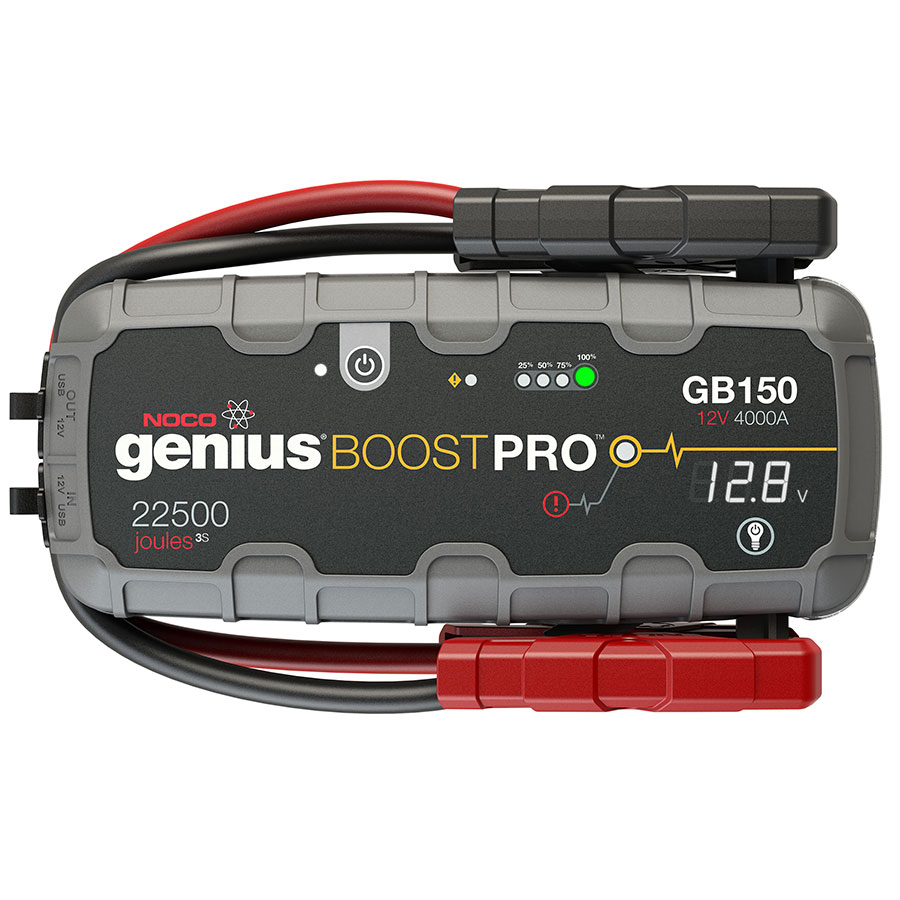 25% 50% 75% 100%
GB150
12V 4000A
NOCO
genius® BOOST PRO™
12.8 V
22500
joules 3S
OUT
USB 12V
IN
12V USB